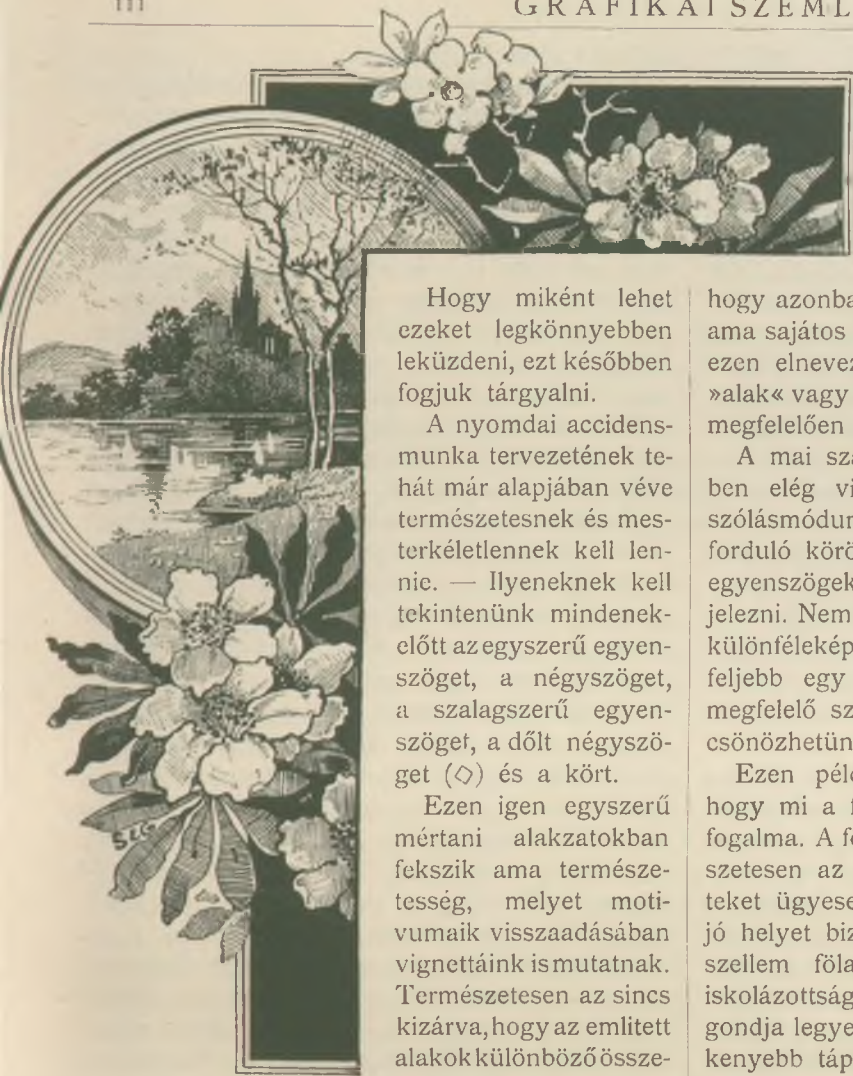 GRAFIKAI SZEML
Hogy miként lehet
ezeket legkönnyebben
leküzdeni, ezt későbben
fogjuk tárgyalni.
A nyomdai accidens-
munka tervezetének te-
hát már alapjában véve
természetesnek és mes-
terkéletlennek kell len-
nie. — Ilyeneknek kell
tekintenünk mindenek-
előtt az egyszerű egyen-
szöget, a négyszöget,
a szalagszerű egyen-
szöget, a dőlt négyszö-
get (◇) és a kört.
Ezen igen egyszerű
mértani alakzatokban
fekszik ama természe-
tesség, melyet moti-
vumaik visszaadásában
vignettáink is mutatnak.
Természetesen az sincs
kizárva, hogy az emlitett
alakok különböző össze-
hogy azonba
ama sajátos
ezen elnevez
»alak« vagy
megfelelően
A mai szá
ben elég vi
szólásmódun
forduló körö
egyenszögek
jelezni. Nem
különfélekép
feljebb egy
megfelelő sz
csönözhetün
Ezen péld
hogy mi a f
fogalma. A fo
szetesen az
teket ügyese
jó helyet biz
szellem föla
iskolázottság
gondja legye
kenyebb táp
SLG